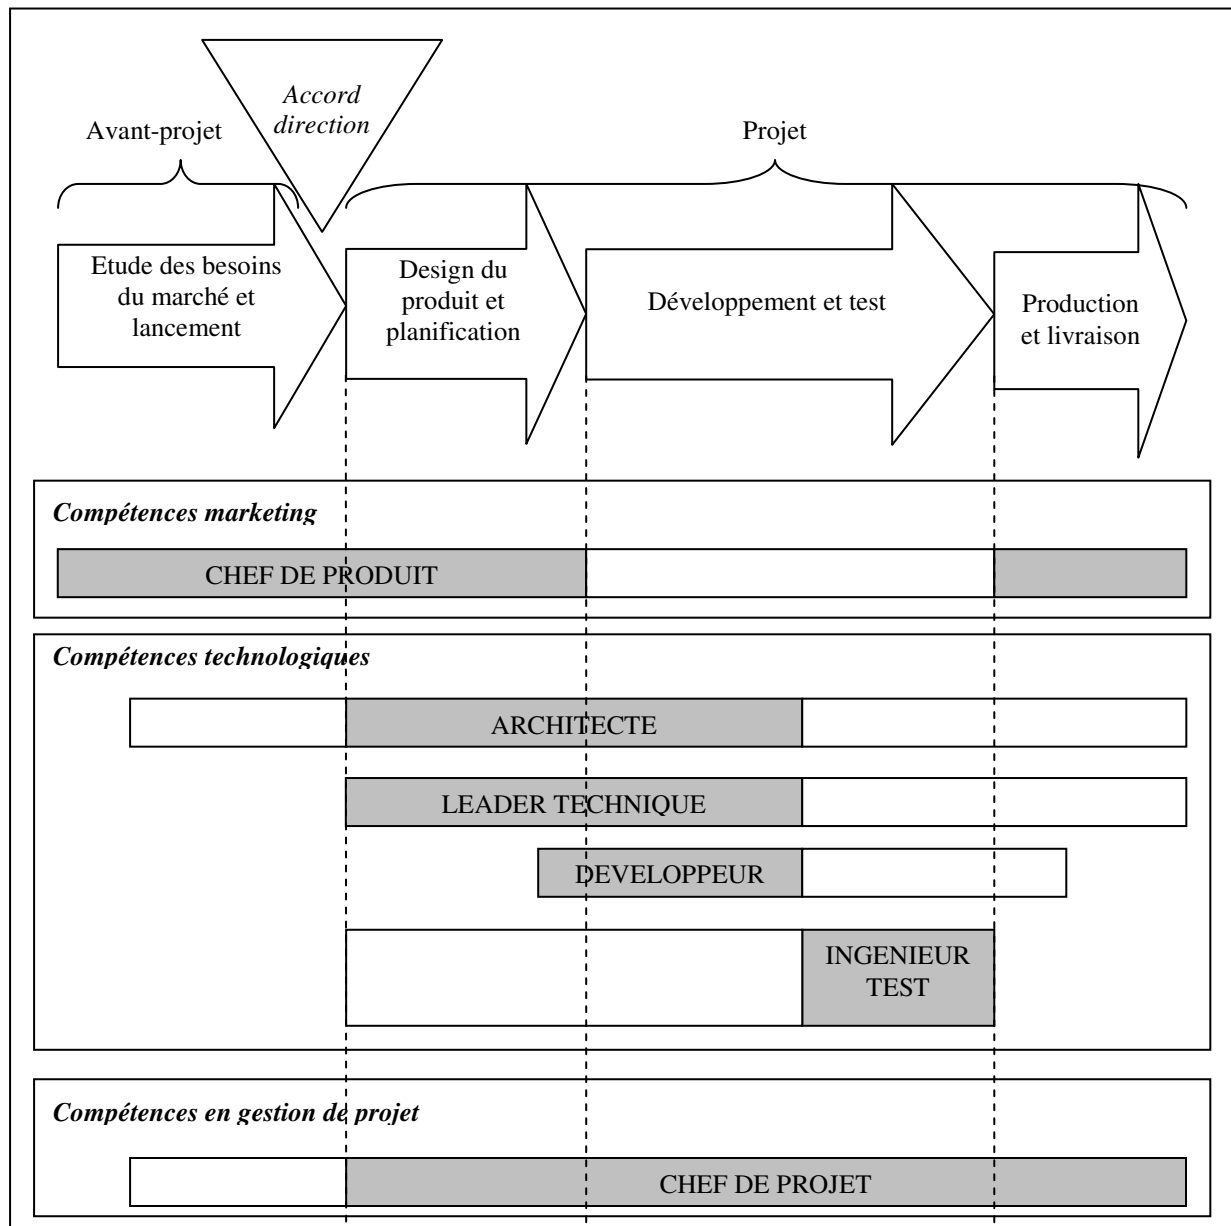 Accord
direction
Avant-projet
Projet
Etude des besoins
du marché et
lancement
Design du
produit et
planification
Développement et test
Production
et livraison
Compétences marketing
CHEF DE PRODUIT
Compétences technologiques
ARCHITECTE
LEADER TECHNIQUE
DEVELOPPEUR
INGENIEUR
TEST
Compétences en gestion de projet
CHEF DE PROJET